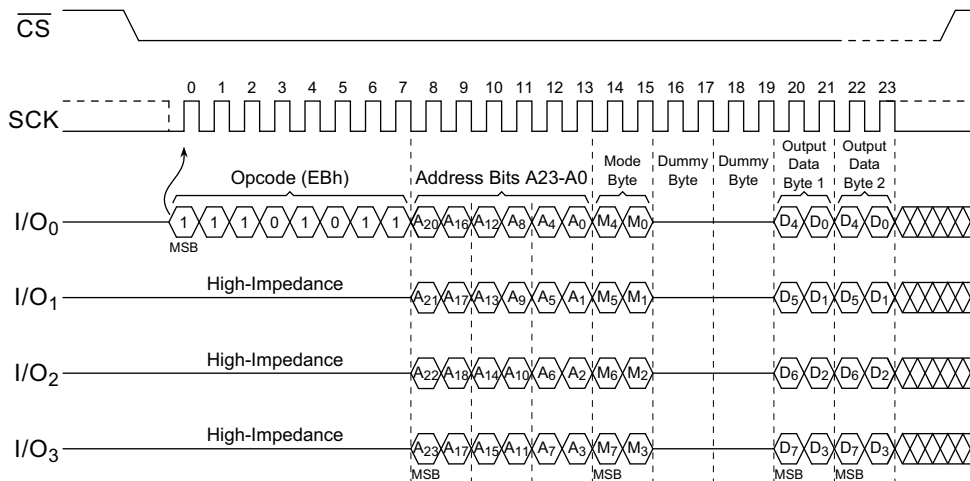 CS
0 1 2 3 4 5 6 7 8 9 10 11 12 13 14 15 16 17 18 19 20 21 22 23
SCK
Opcode (EBh)
Address Bits A23-A0
Mode
Byte
Dummy
Byte
Dummy
Byte
Output
Data
Byte 1
Output
Data
Byte 2
I/O0 1 1 1 0 1 0 1 1 A20 A16 A12 A8 A4 A0 M4 M0 D4 D0 D4 D0
MSB
High-Impedance
I/O1 A21 A17 A13 A9 A5 A1 M5 M1 D5 D1 D5 D1
High-Impedance
I/O2 A22 A18 A14 A10 A6 A2 M6 M2 D6 D2 D6 D2
High-Impedance
I/O3 A23 A17 A15 A11 A7 A3 M7 M3 D7 D3 D7 D3
MSB MSB MSB MSB